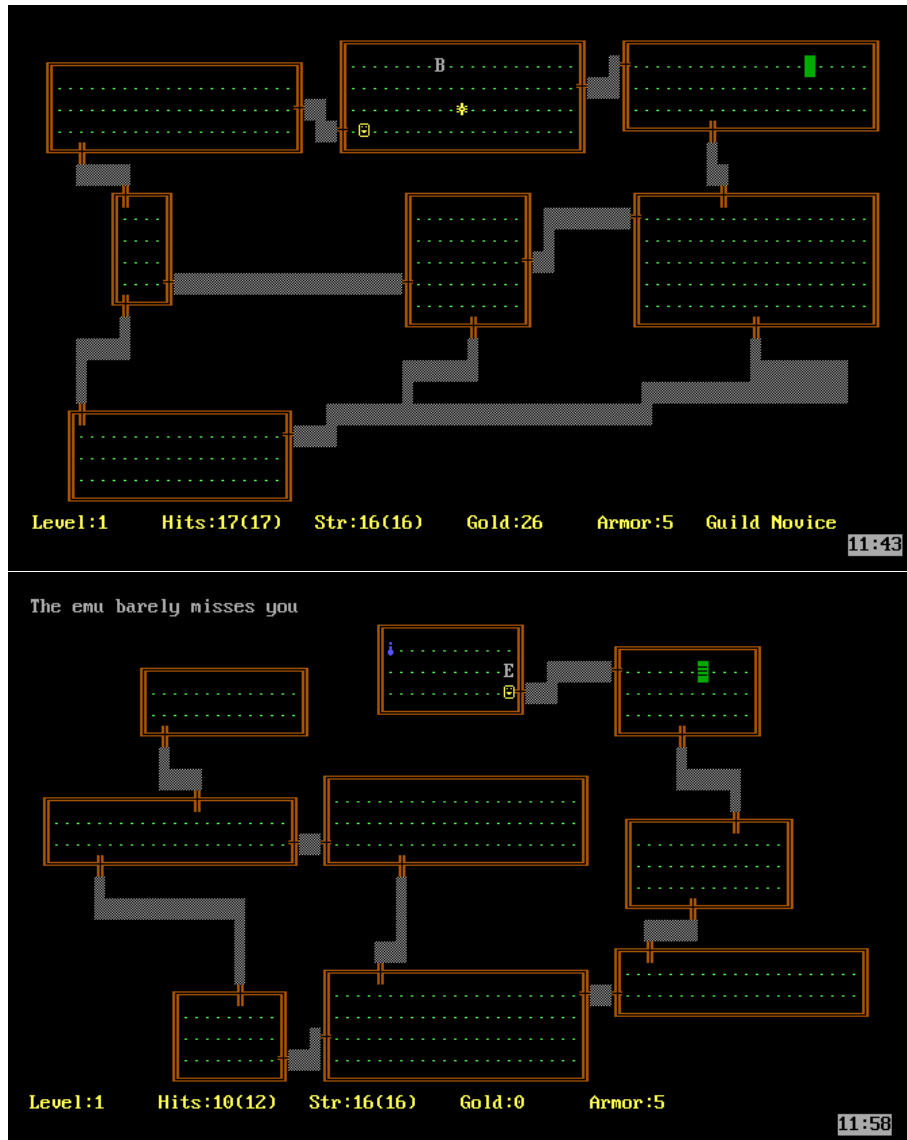 B
Level:1 Hits:17(17) Str:16(16) Gold:26 Armor:5 Guild Novice
11:43
The emu barely misses you
E
Level:1 Hits:10(12) Str:16(16) Gold:0 Armor:5
11:58